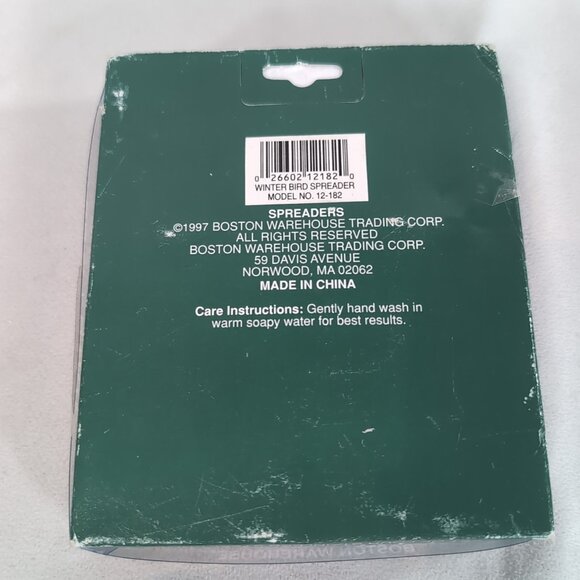 0 26602 12182 0
WINTER BIRD SPREADER
MODEL NO. 12-182
SPREADERS
©1997 BOSTON WAREHOUSE TRADING CORP.
ALL RIGHTS RESERVED
BOSTON WAREHOUSE TRADING CORP.
59 DAVIS AVENUE
NORWOOD, MA 02062
MADE IN CHINA
Care Instructions: Gently hand wash in
warm soapy water for best results.
BOSTON WAREHOUSE